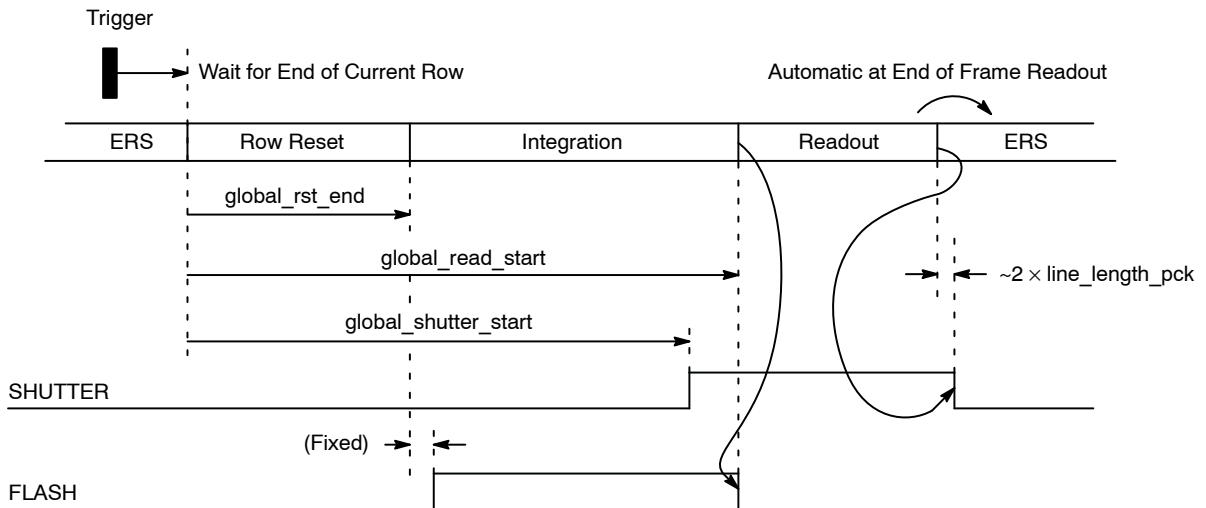 Trigger
Wait for End of Current Row
Automatic at End of Frame Readout
ERS
Row Reset
Integration
Readout
ERS
global_rst_end
global_read_start
~2 × line_length_pck
global_shutter_start
SHUTTER
(Fixed)
FLASH